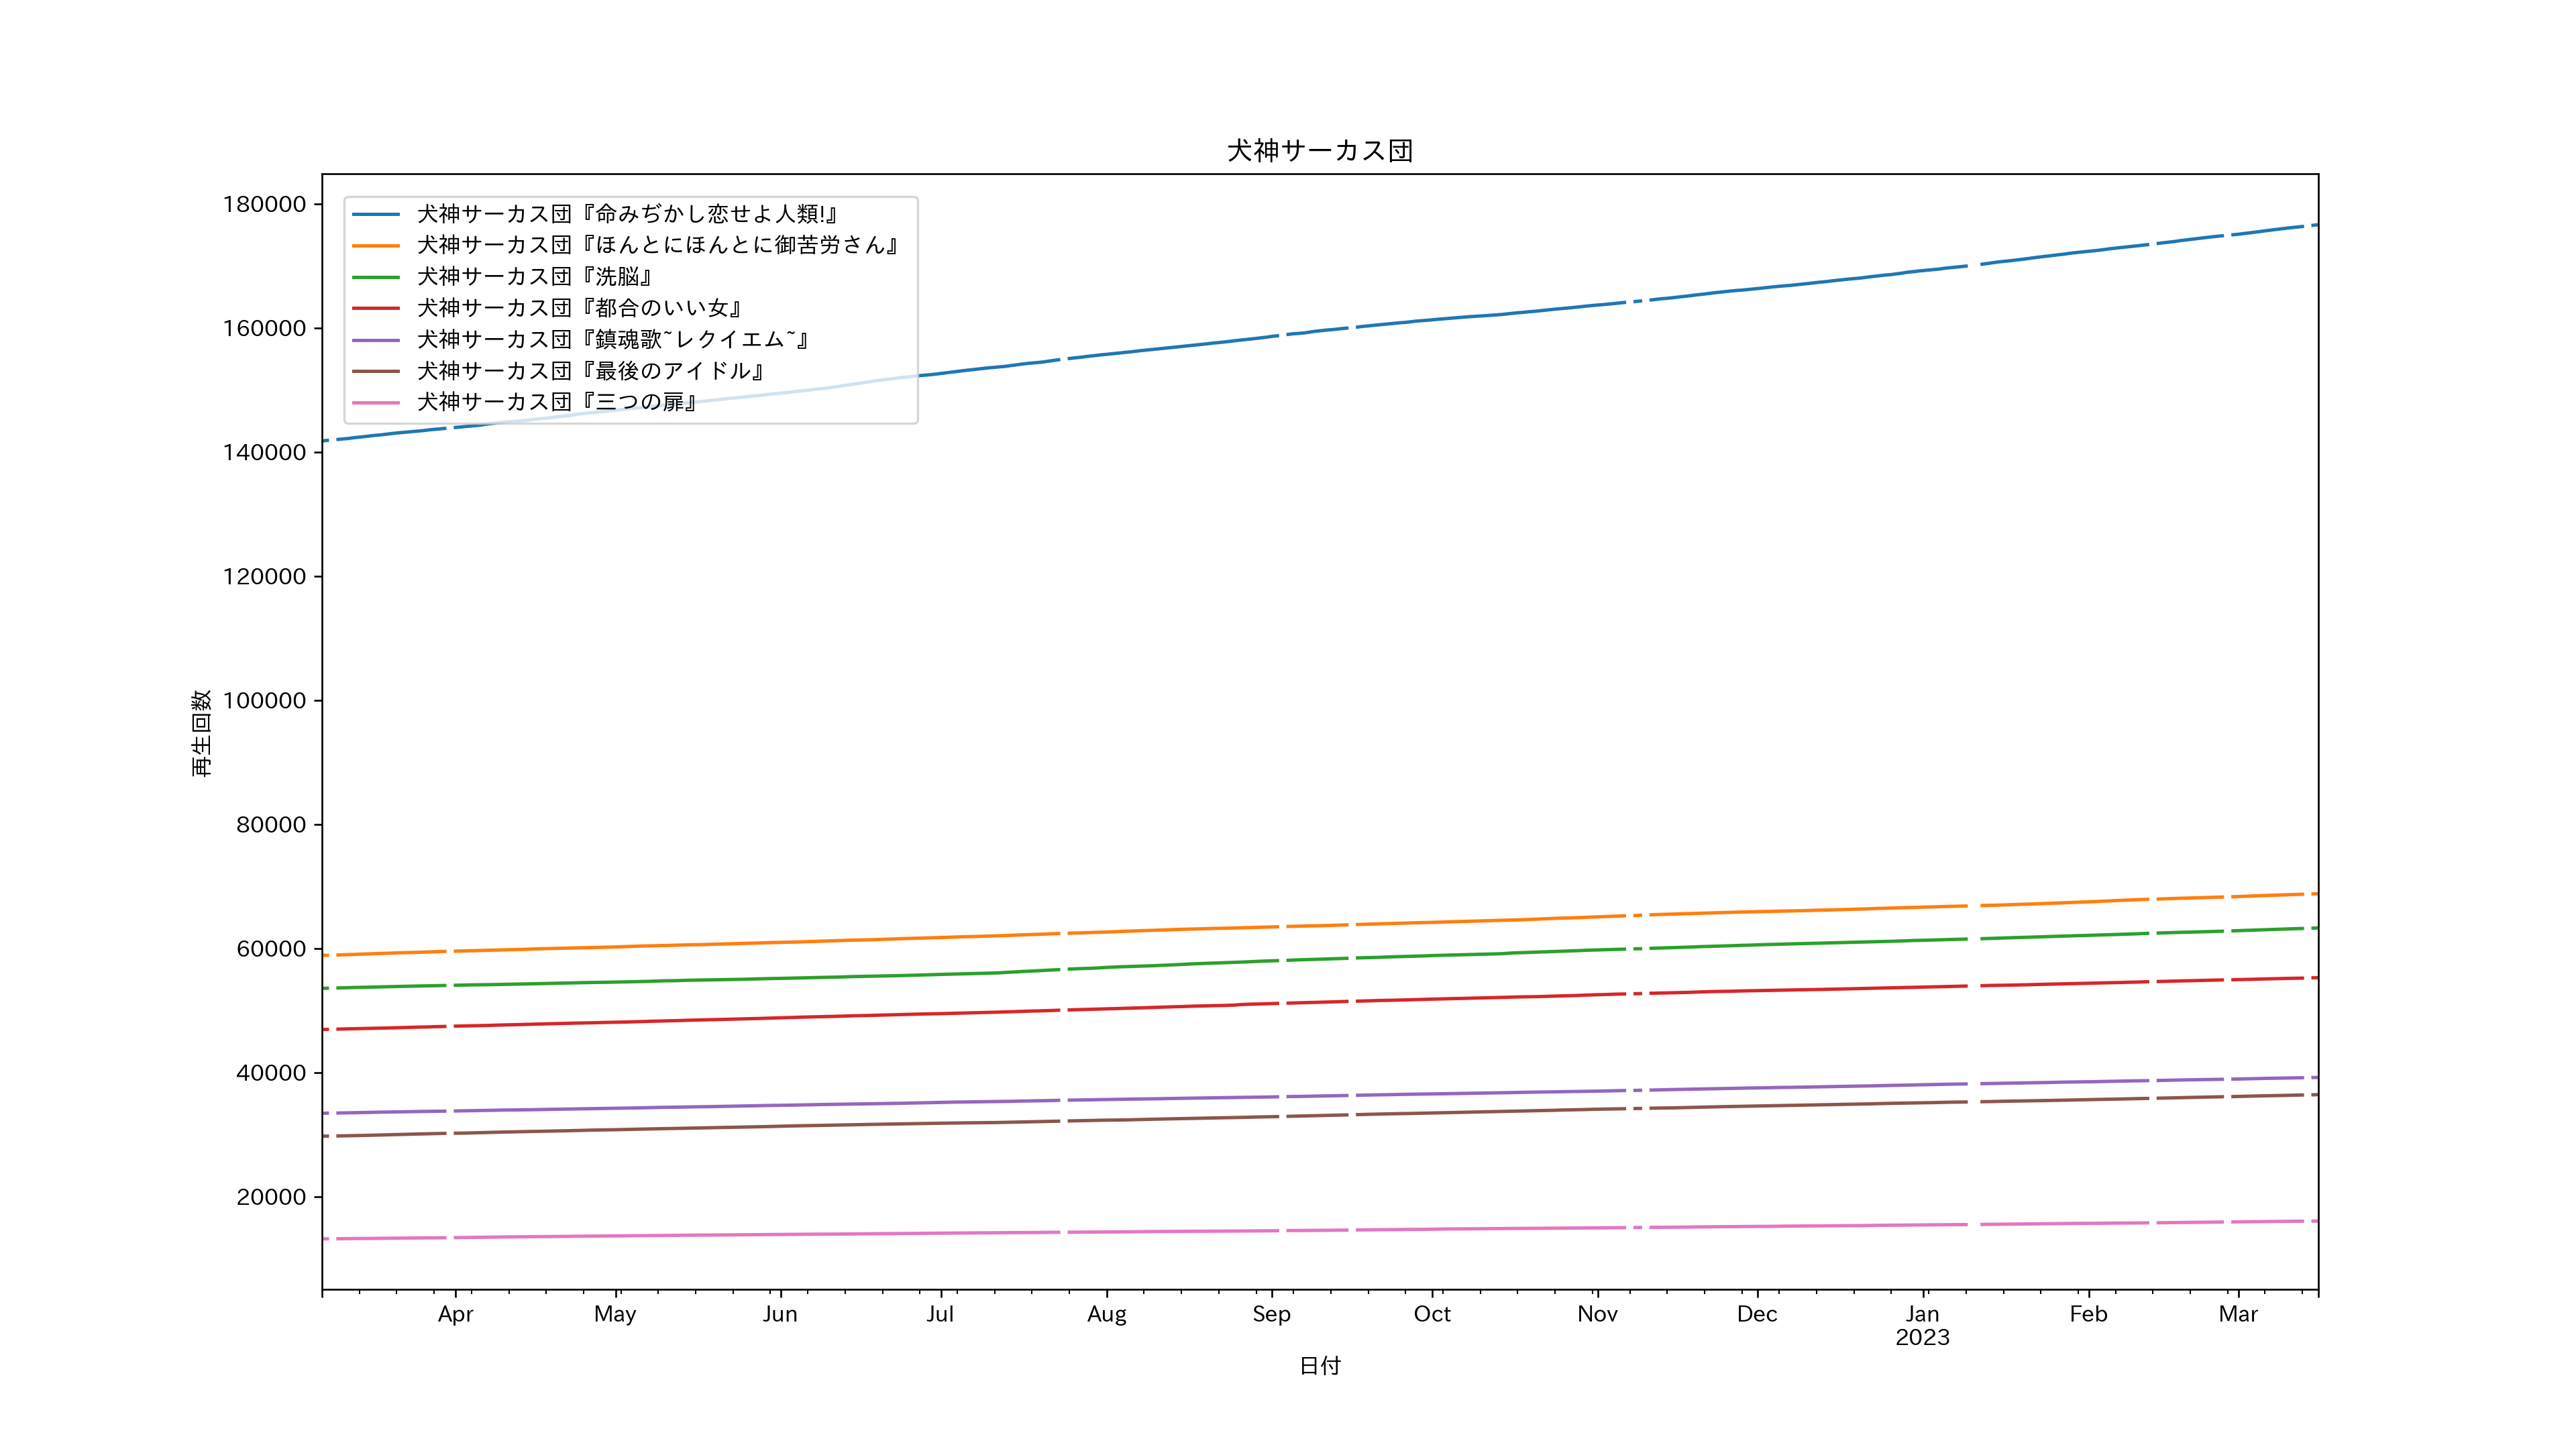 犬神サーカス団
180000
160000
140000
120000
100000
80000
60000
40000
20000
再生回数
犬神サーカス団『命みぢかし恋せよ人類!』
犬神サーカス団『ほんとにほんとに御苦労さん』
犬神サーカス団『洗脳』
犬神サーカス団『都合のいい女』
犬神サーカス団『鎮魂歌~レクイエム~』
犬神サーカス団『最後のアイドル』
犬神サーカス団『三つの扉』
Apr May Jun Jul Aug Sep Oct Nov Dec Jan Feb Mar
2023
日付